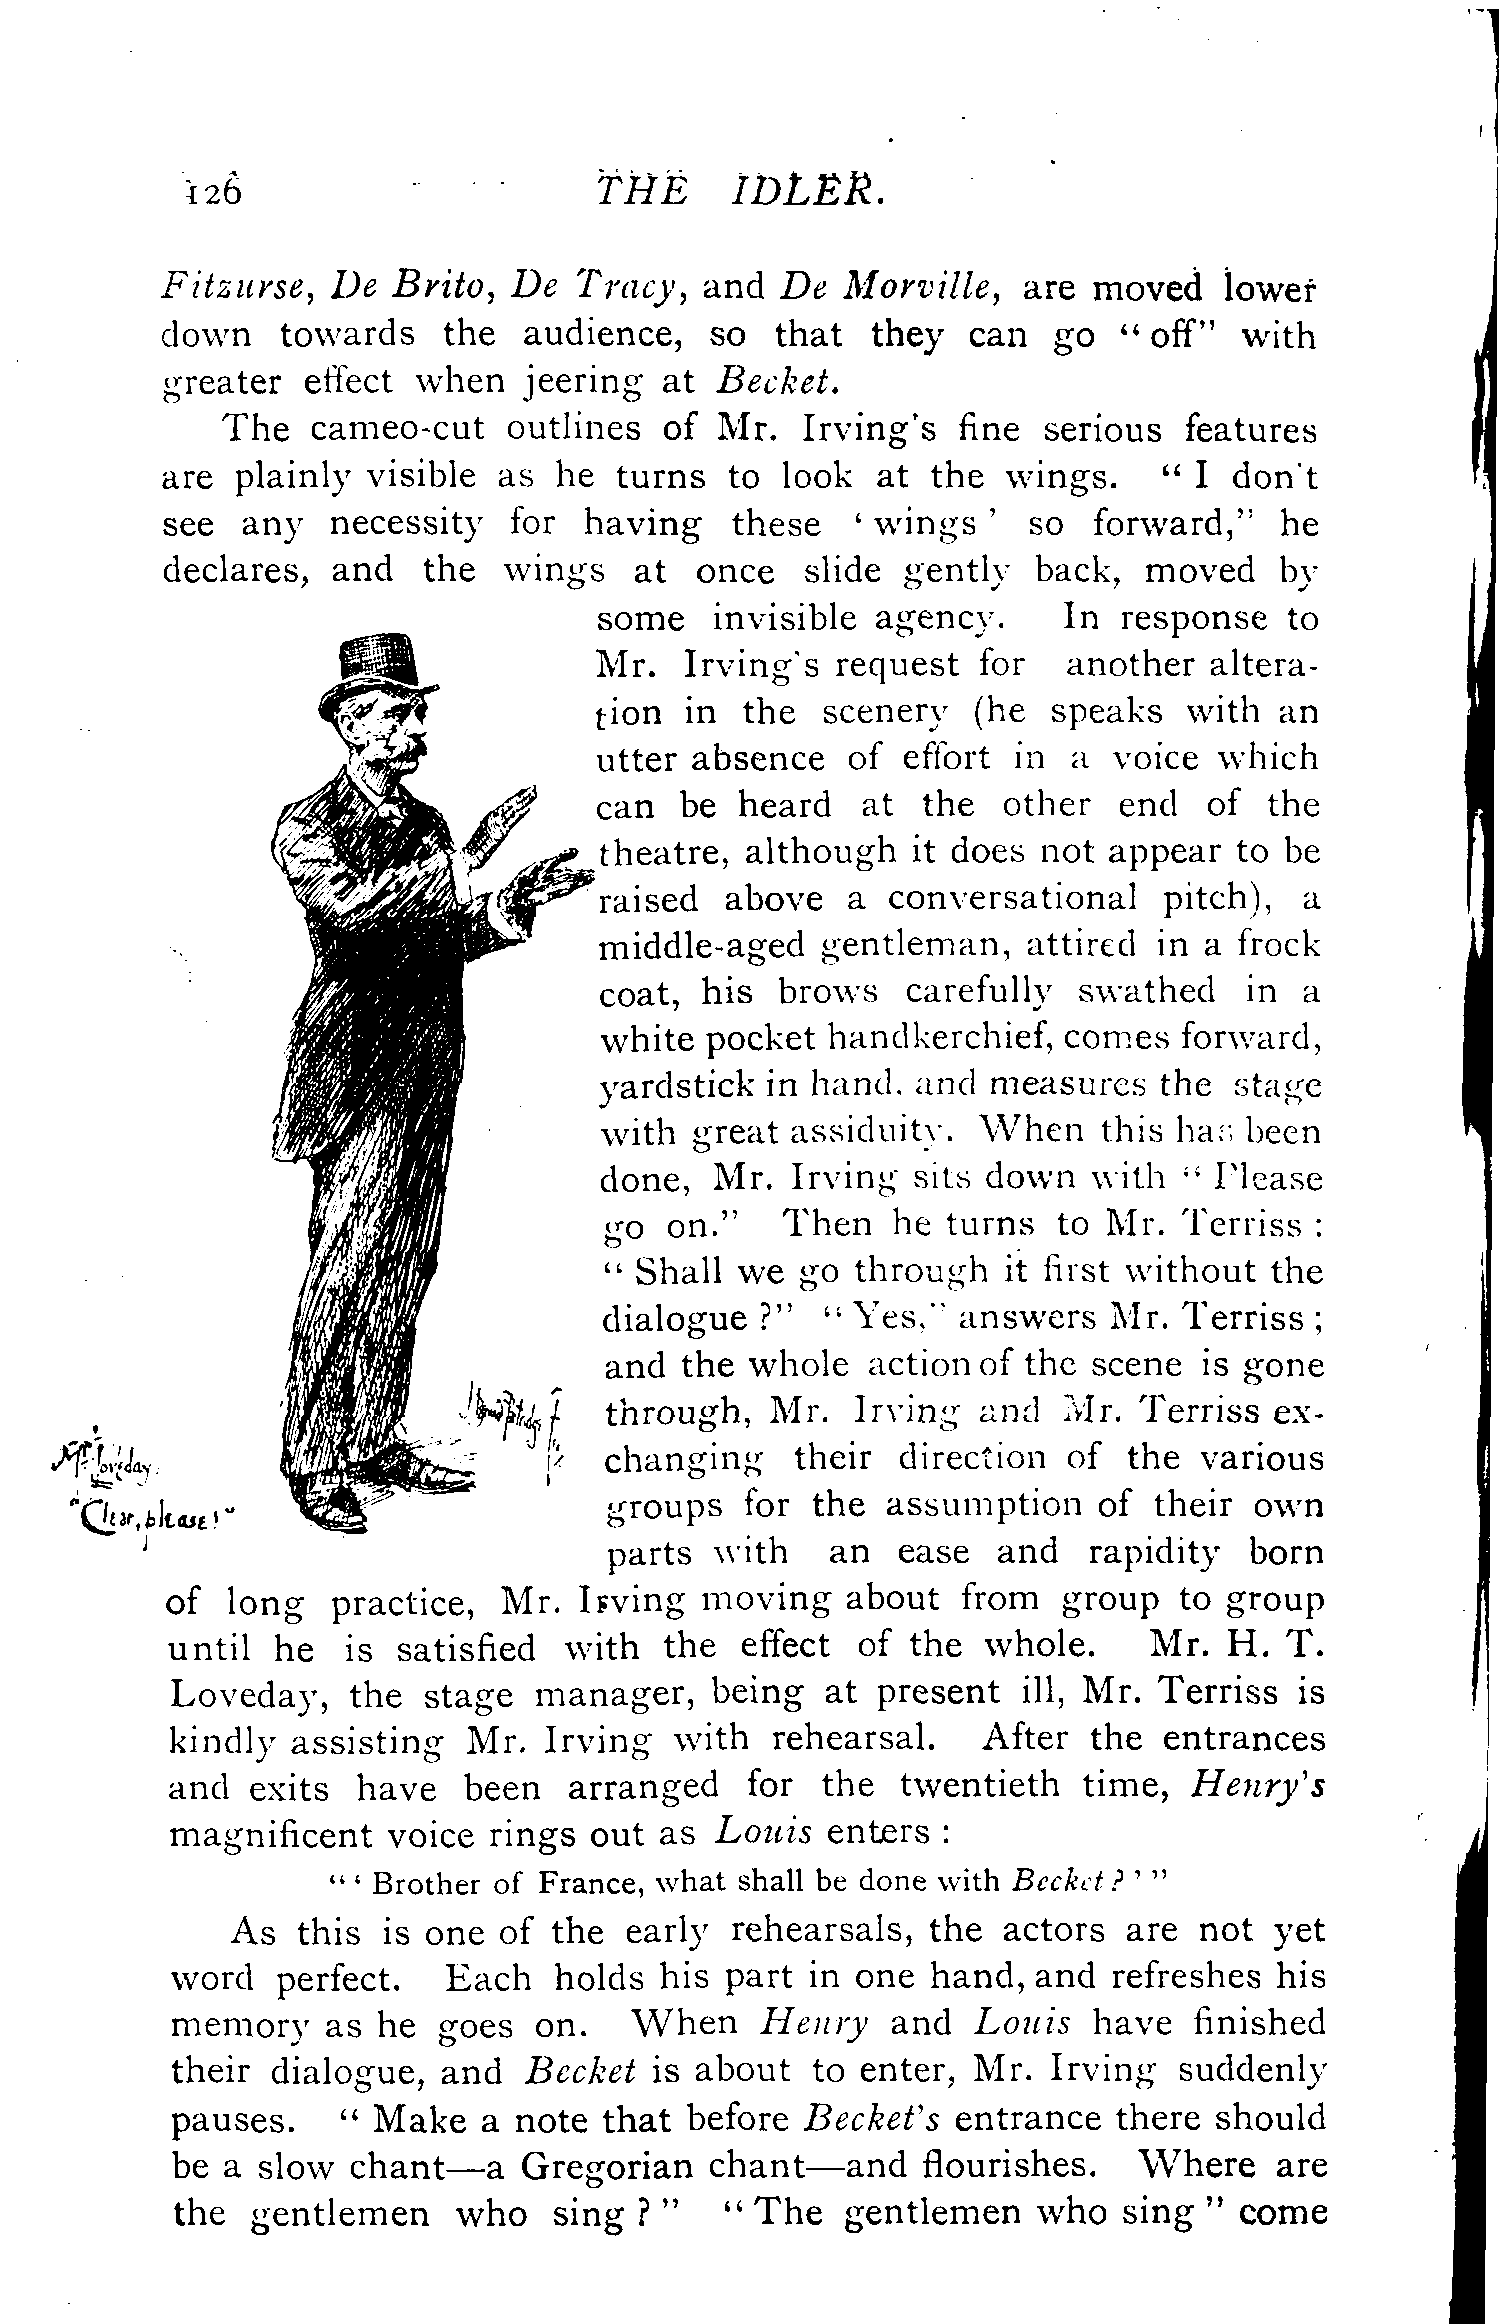 126 THE IDLER.
Fitzurse, De Brito, De Tracy, and De Morville, are moved lower
down towards the audience, so that they can go “ off” with
greater effect when jeering at Becket.
The cameo-cut outlines of Mr. Irving's fine serious features
are plainly visible as he turns to look at the wings. “ I don't
see any necessity for having these ‘ wings ’ so forward,” he
declares, and the wings at once slide gently back, moved by
some invisible agency. In response to
Mr. Irving's request for another altera-
tion in the scenery (he speaks with an
utter absence of effort in a voice which
can be heard at the other end of the
theatre, although it does not appear to be
raised above a conversational pitch), a
middle-aged gentleman, attired in a frock
coat, his brows carefully swathed in a
white pocket handkerchief, comes forward,
yardstick in hand, and measures the stage
with great assiduity. When this has been
done, Mr. Irving sits down with “ Please
go on.” Then he turns to Mr. Terriss :
“ Shall we go through it first without the
dialogue ?” “ Yes,” answers Mr. Terriss ;
and the whole action of the scene is gone
through, Mr. Irving and Mr. Terriss ex-
changing their direction of the various
groups for the assumption of their own
parts with an ease and rapidity born
Mr. Loveday.
"Clear, please!"
of long practice, Mr. Irving moving about from group to group
until he is satisfied with the effect of the whole. Mr. H. T.
Loveday, the stage manager, being at present ill, Mr. Terriss is
kindly assisting Mr. Irving with rehearsal. After the entrances
and exits have been arranged for the twentieth time, Henry's
magnificent voice rings out as Louis enters :
“ ‘ Brother of France, what shall be done with Becket ? ’ ”
As this is one of the early rehearsals, the actors are not yet
word perfect. Each holds his part in one hand, and refreshes his
memory as he goes on. When Henry and Louis have finished
their dialogue, and Becket is about to enter, Mr. Irving suddenly
pauses. “ Make a note that before Becket's entrance there should
be a slow chant—a Gregorian chant—and flourishes. Where are
the gentlemen who sing ? ” “ The gentlemen who sing ” come